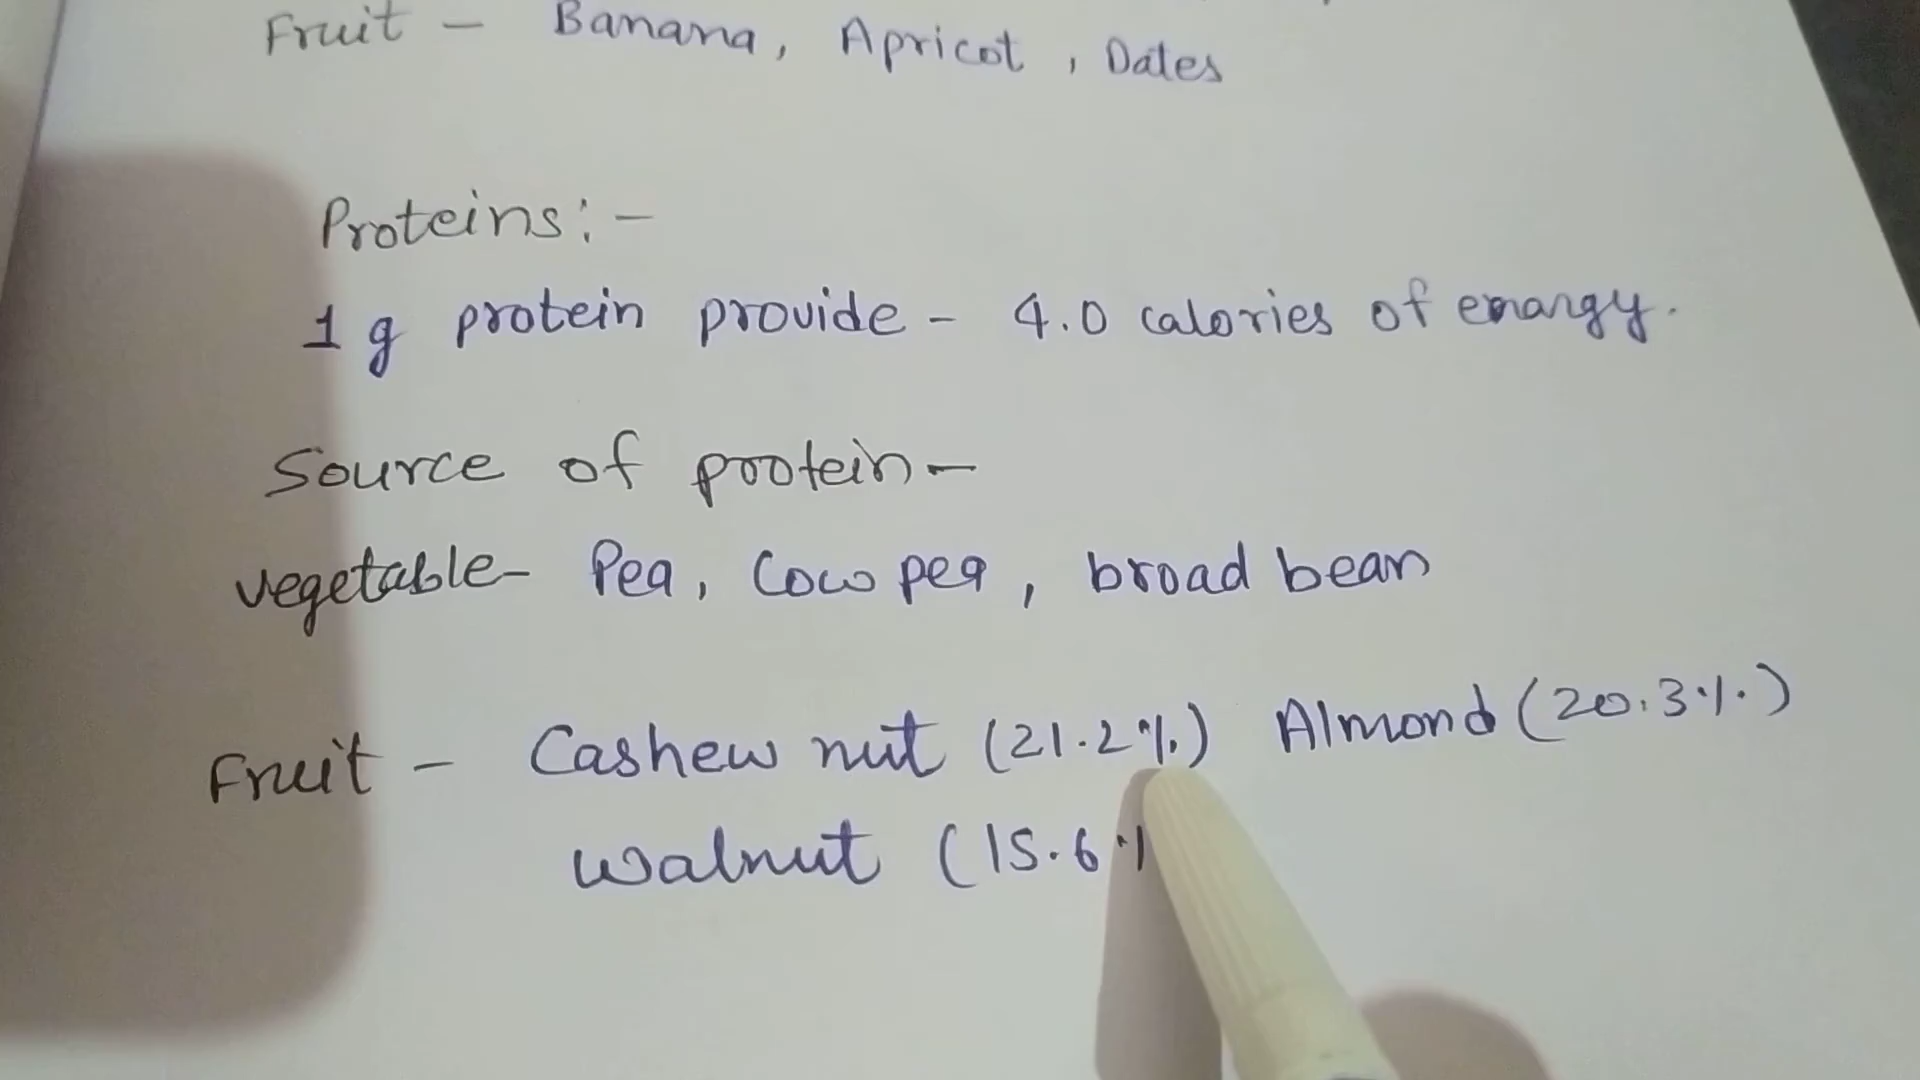 Fruit - Banana, Apricot, Dates
Proteins:-
1 g protein provide - 4.0 calories of enargy.
Source of protein-
vegetable- Pea, Cow pea, broad bean
Fruit - Cashew nut (21.2%) Almond (20.3%)
walnut (15.6%